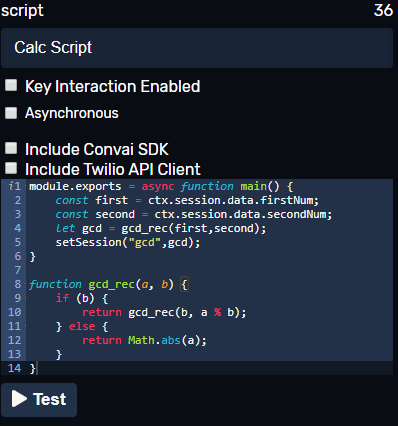 script 36
Calc Script
Key Interaction Enabled
Asynchronous
Include Convai SDK
Include Twilio API Client
i1 module.exports = async function main() {
2     const first = ctx.session.data.firstNum;
3     const second = ctx.session.data.secondNum;
4     let gcd = gcd_rec(first,second);
5     setSession("gcd",gcd);
6 }
7
8 function gcd_rec(a, b) {
9     if (b) {
10         return gcd_rec(b, a % b);
11     } else {
12         return Math.abs(a);
13     }
14 }
Test